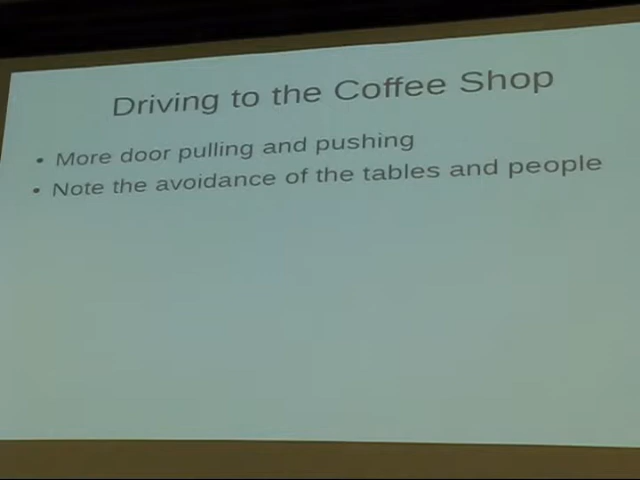 Driving to the Coffee Shop
• More door pulling and pushing
• Note the avoidance of the tables and people